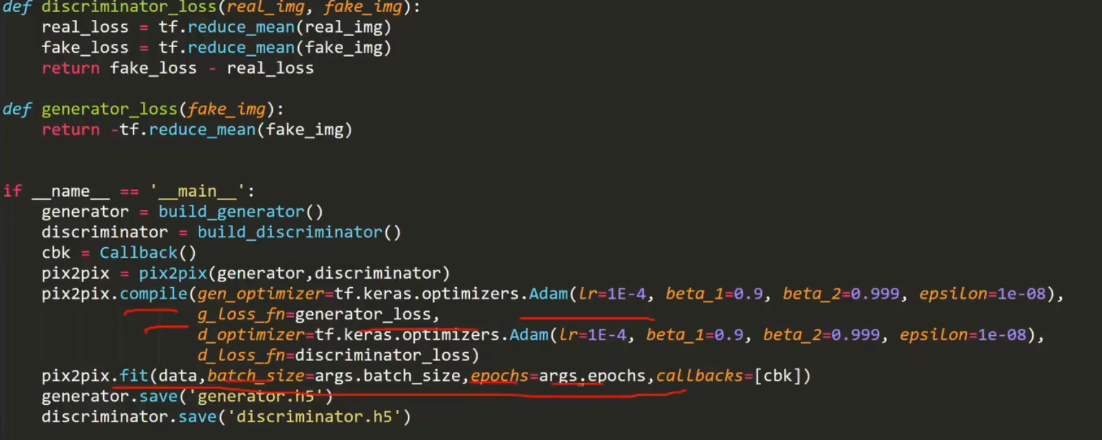 def discriminator_loss(real_img, fake_img):
    real_loss = tf.reduce_mean(real_img)
    fake_loss = tf.reduce_mean(fake_img)
    return fake_loss - real_loss
def generator_loss(fake_img):
    return -tf.reduce_mean(fake_img)
if __name__ == '__main__':
    generator = build_generator()
    discriminator = build_discriminator()
    cbk = Callback()
    pix2pix = pix2pix(generator,discriminator)
    pix2pix.compile(gen_optimizer=tf.keras.optimizers.Adam(lr=1E-4, beta_1=0.9, beta_2=0.999, epsilon=1e-08),
                    g_loss_fn=generator_loss,
                    d_optimizer=tf.keras.optimizers.Adam(lr=1E-4, beta_1=0.9, beta_2=0.999, epsilon=1e-08),
                    d_loss_fn=discriminator_loss)
    pix2pix.fit(data,batch_size=args.batch_size,epochs=args.epochs,callbacks=[cbk])
    generator.save('generator.h5')
    discriminator.save('discriminator.h5')